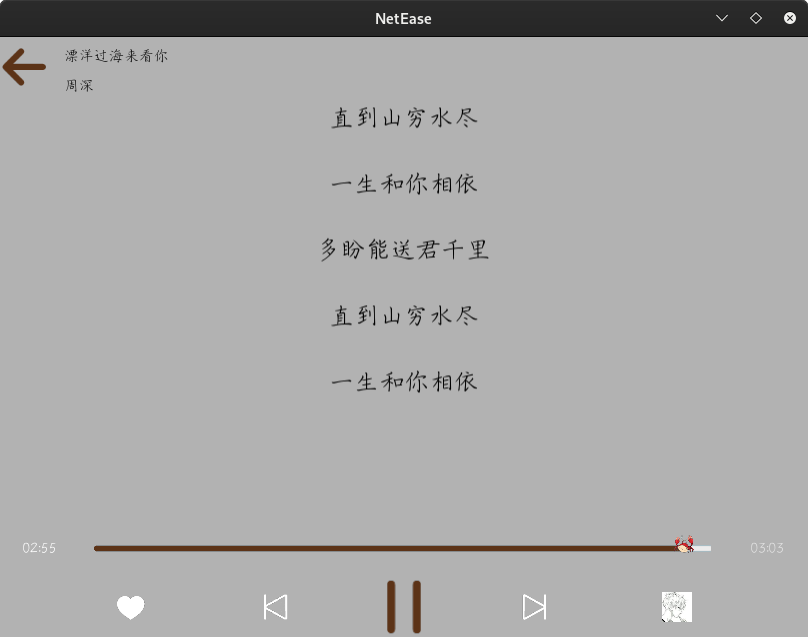 NetEase
漂洋过海来看你
周深
直到山穷水尽
一生和你相依
多盼能送君千里
直到山穷水尽
一生和你相依
02:55
03:03